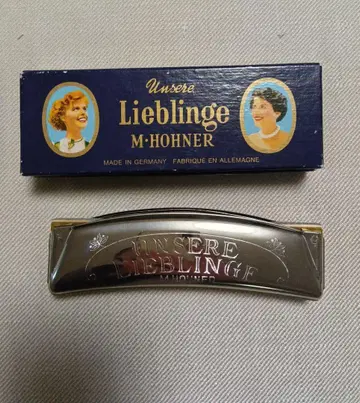 Unsere
Lieblinge
M·HOHNER
MADE IN GERMANY FABRIQUE EN ALLEMAGNE
UNSERE
LIEBLINGE
M.HOHNER